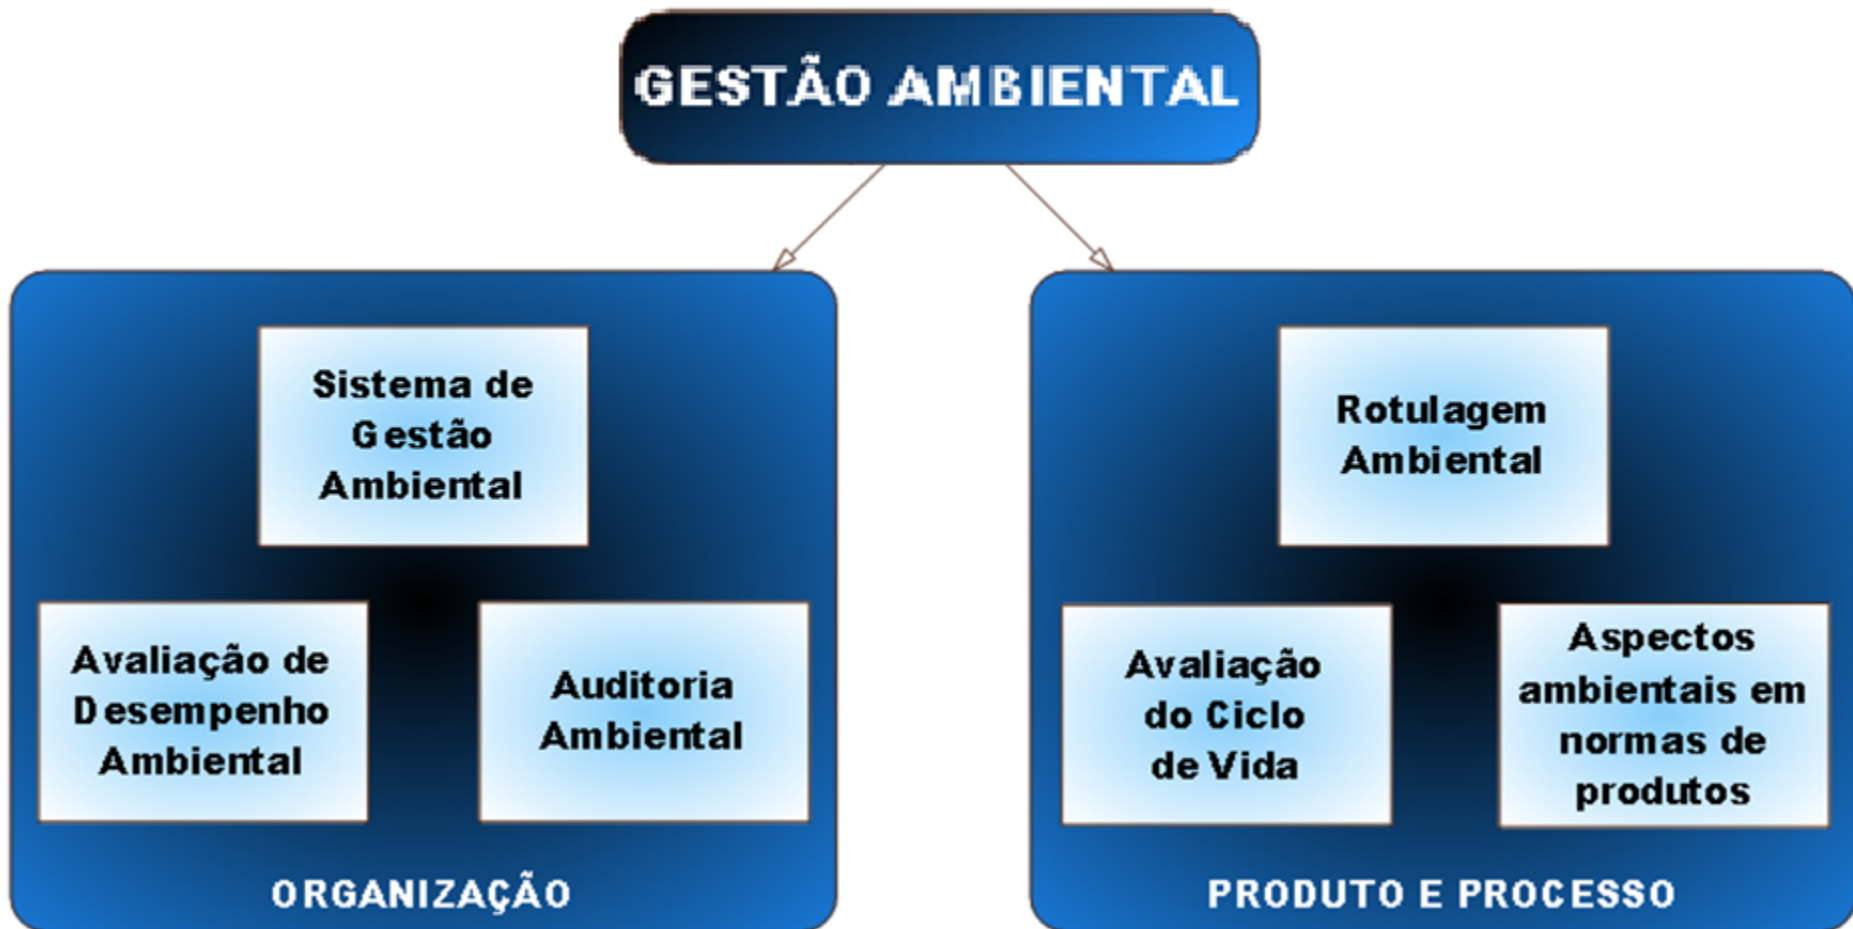 GESTÃO AMBIENTAL
Sistema de
Gestão
Ambiental
Avaliação de
Desempenho
Ambiental
Auditoria
Ambiental
ORGANIZAÇÃO
Rotulagem
Ambiental
Avaliação
do Ciclo
de Vida
Aspectos
ambientais em
normas de
produtos
PRODUTO E PROCESSO